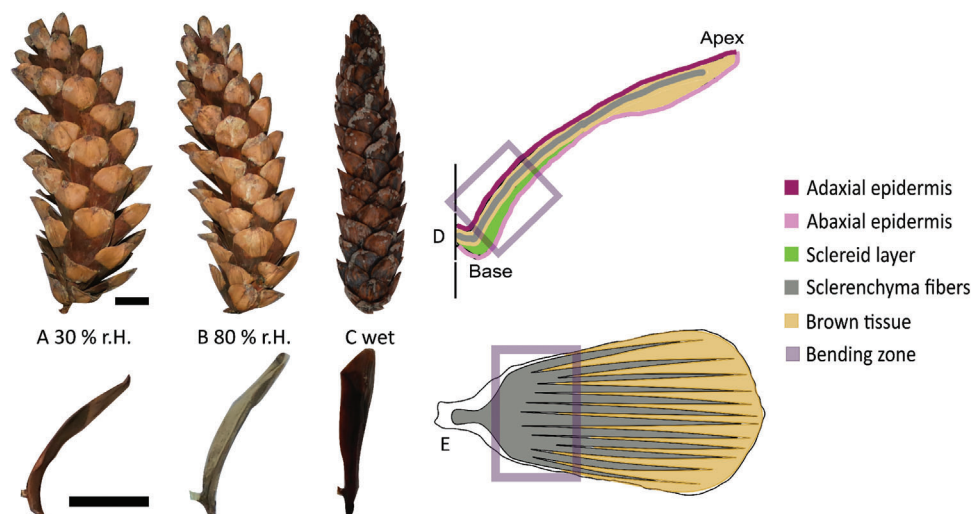 Apex
D
Base
Adaxial epidermis
Abaxial epidermis
Sclereid layer
Sclerenchyma fibers
Brown tissue
Bending zone
A 30 % r.H.
B 80 % r.H.
C wet
E